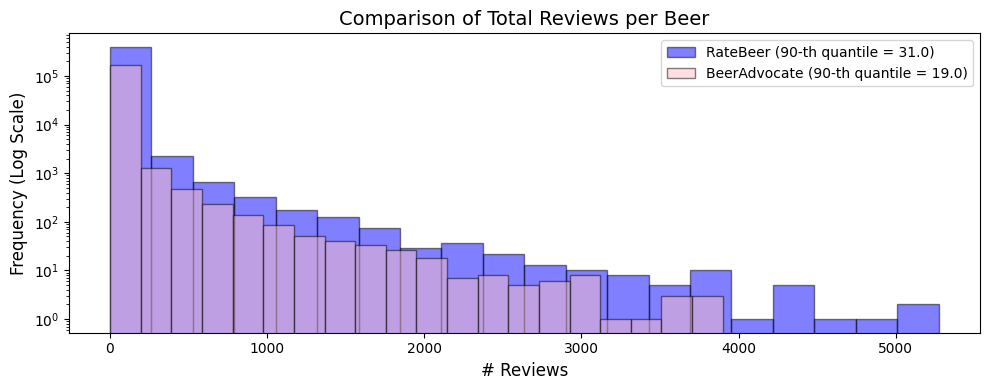 Comparison of Total Reviews per Beer
RateBeer (90-th quantile = 31.0)
BeerAdvocate (90-th quantile = 19.0)
Frequency (Log Scale)
10^5
10^4
10^3
10^2
10^1
10^0
0 1000 2000 3000 4000 5000
# Reviews